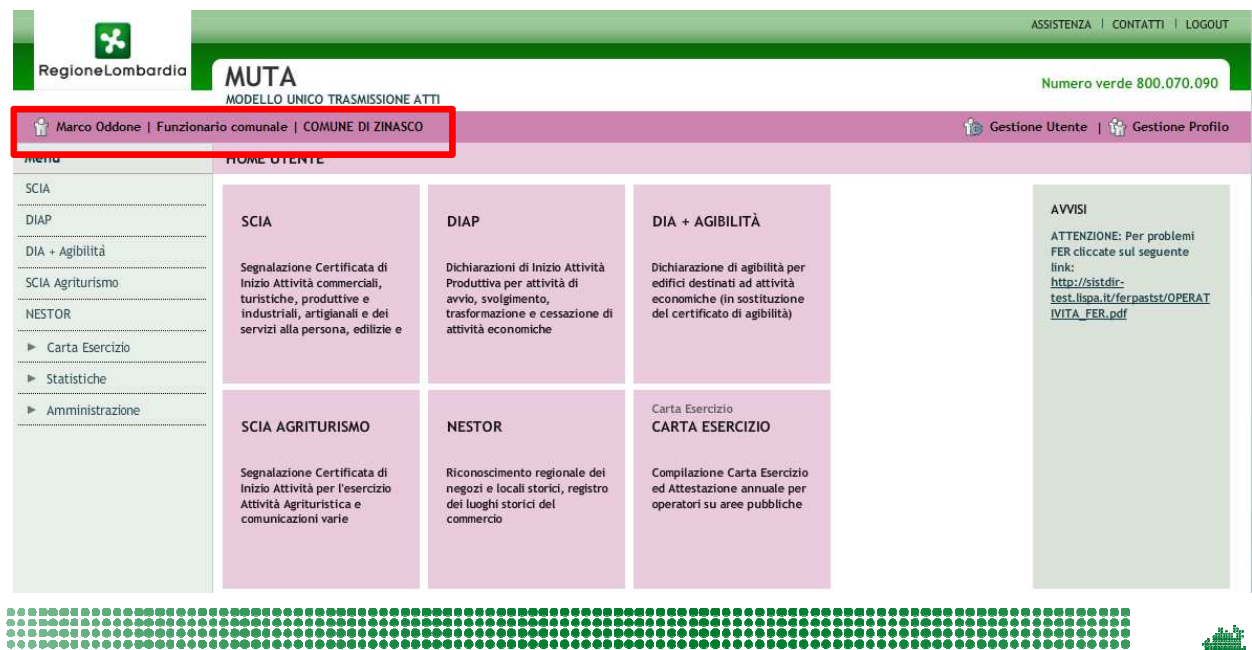 ASSISTENZA | CONTATTI | LOGOUT
RegioneLombardia
MUTA
MODELLO UNICO TRASMISSIONE ATTI
Numero verde 800.070.090
Marco Oddone | Funzionario comunale | COMUNE DI ZINASCO
Gestione Utente | Gestione Profilo
Menu
HOME UTENTE
SCIA
DIAP
DIA + Agibilità
SCIA Agriturismo
NESTOR
Carta Esercizio
Statistiche
Amministrazione
SCIA
Segnalazione Certificata di
Inizio Attività commerciali,
turistiche, produttive e
industriali, artigianali e dei
servizi alla persona, edilizie e
DIAP
Dichiarazioni di Inizio Attività
Produttiva per attività di
avvio, svolgimento,
trasformazione e cessazione di
attività economiche
DIA + AGIBILITÀ
Dichiarazione di agibilità per
edifici destinati ad attività
economiche (in sostituzione
del certificato di agibilità)
SCIA AGRITURISMO
Segnalazione Certificata di
Inizio Attività per l'esercizio
Attività Agrituristica e
comunicazioni varie
NESTOR
Riconoscimento regionale dei
negozi e locali storici, registro
dei luoghi storici del
commercio
Carta Esercizio
CARTA ESERCIZIO
Compilazione Carta Esercizio
ed Attestazione annuale per
operatori su aree pubbliche
AVVISI
ATTENZIONE: Per problemi
FER cliccate sul seguente
link:
http://sistdir-
test.lispa.it/ferpastst/OPERAT
IVITA_FER.pdf